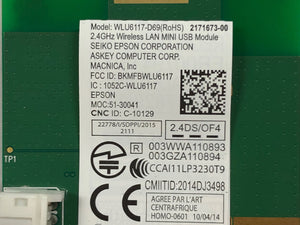 Model: WLU6117-D69(RoHS) 2171673-00
2.4GHz Wireless LAN MINI USB Module
SEIKO EPSON CORPORATION
ASKEY COMPUTER CORP.
MACNICA, Inc
FCC ID: BKMFBWLU6117
IC : 1052C-WLU6117
EPSON
MOC:51-30041
CNC ID: C-10129
22778/I/SDPPI/2015
2111
2.4DS/OF4
R 003WWA110893
003GZA110894
CCAI11LP3230T9
CMIITID:2014DJ3498
AGREE PAR L'ART
CENTRAFRIQUE
HOMO-0601 10/04/14
TP1